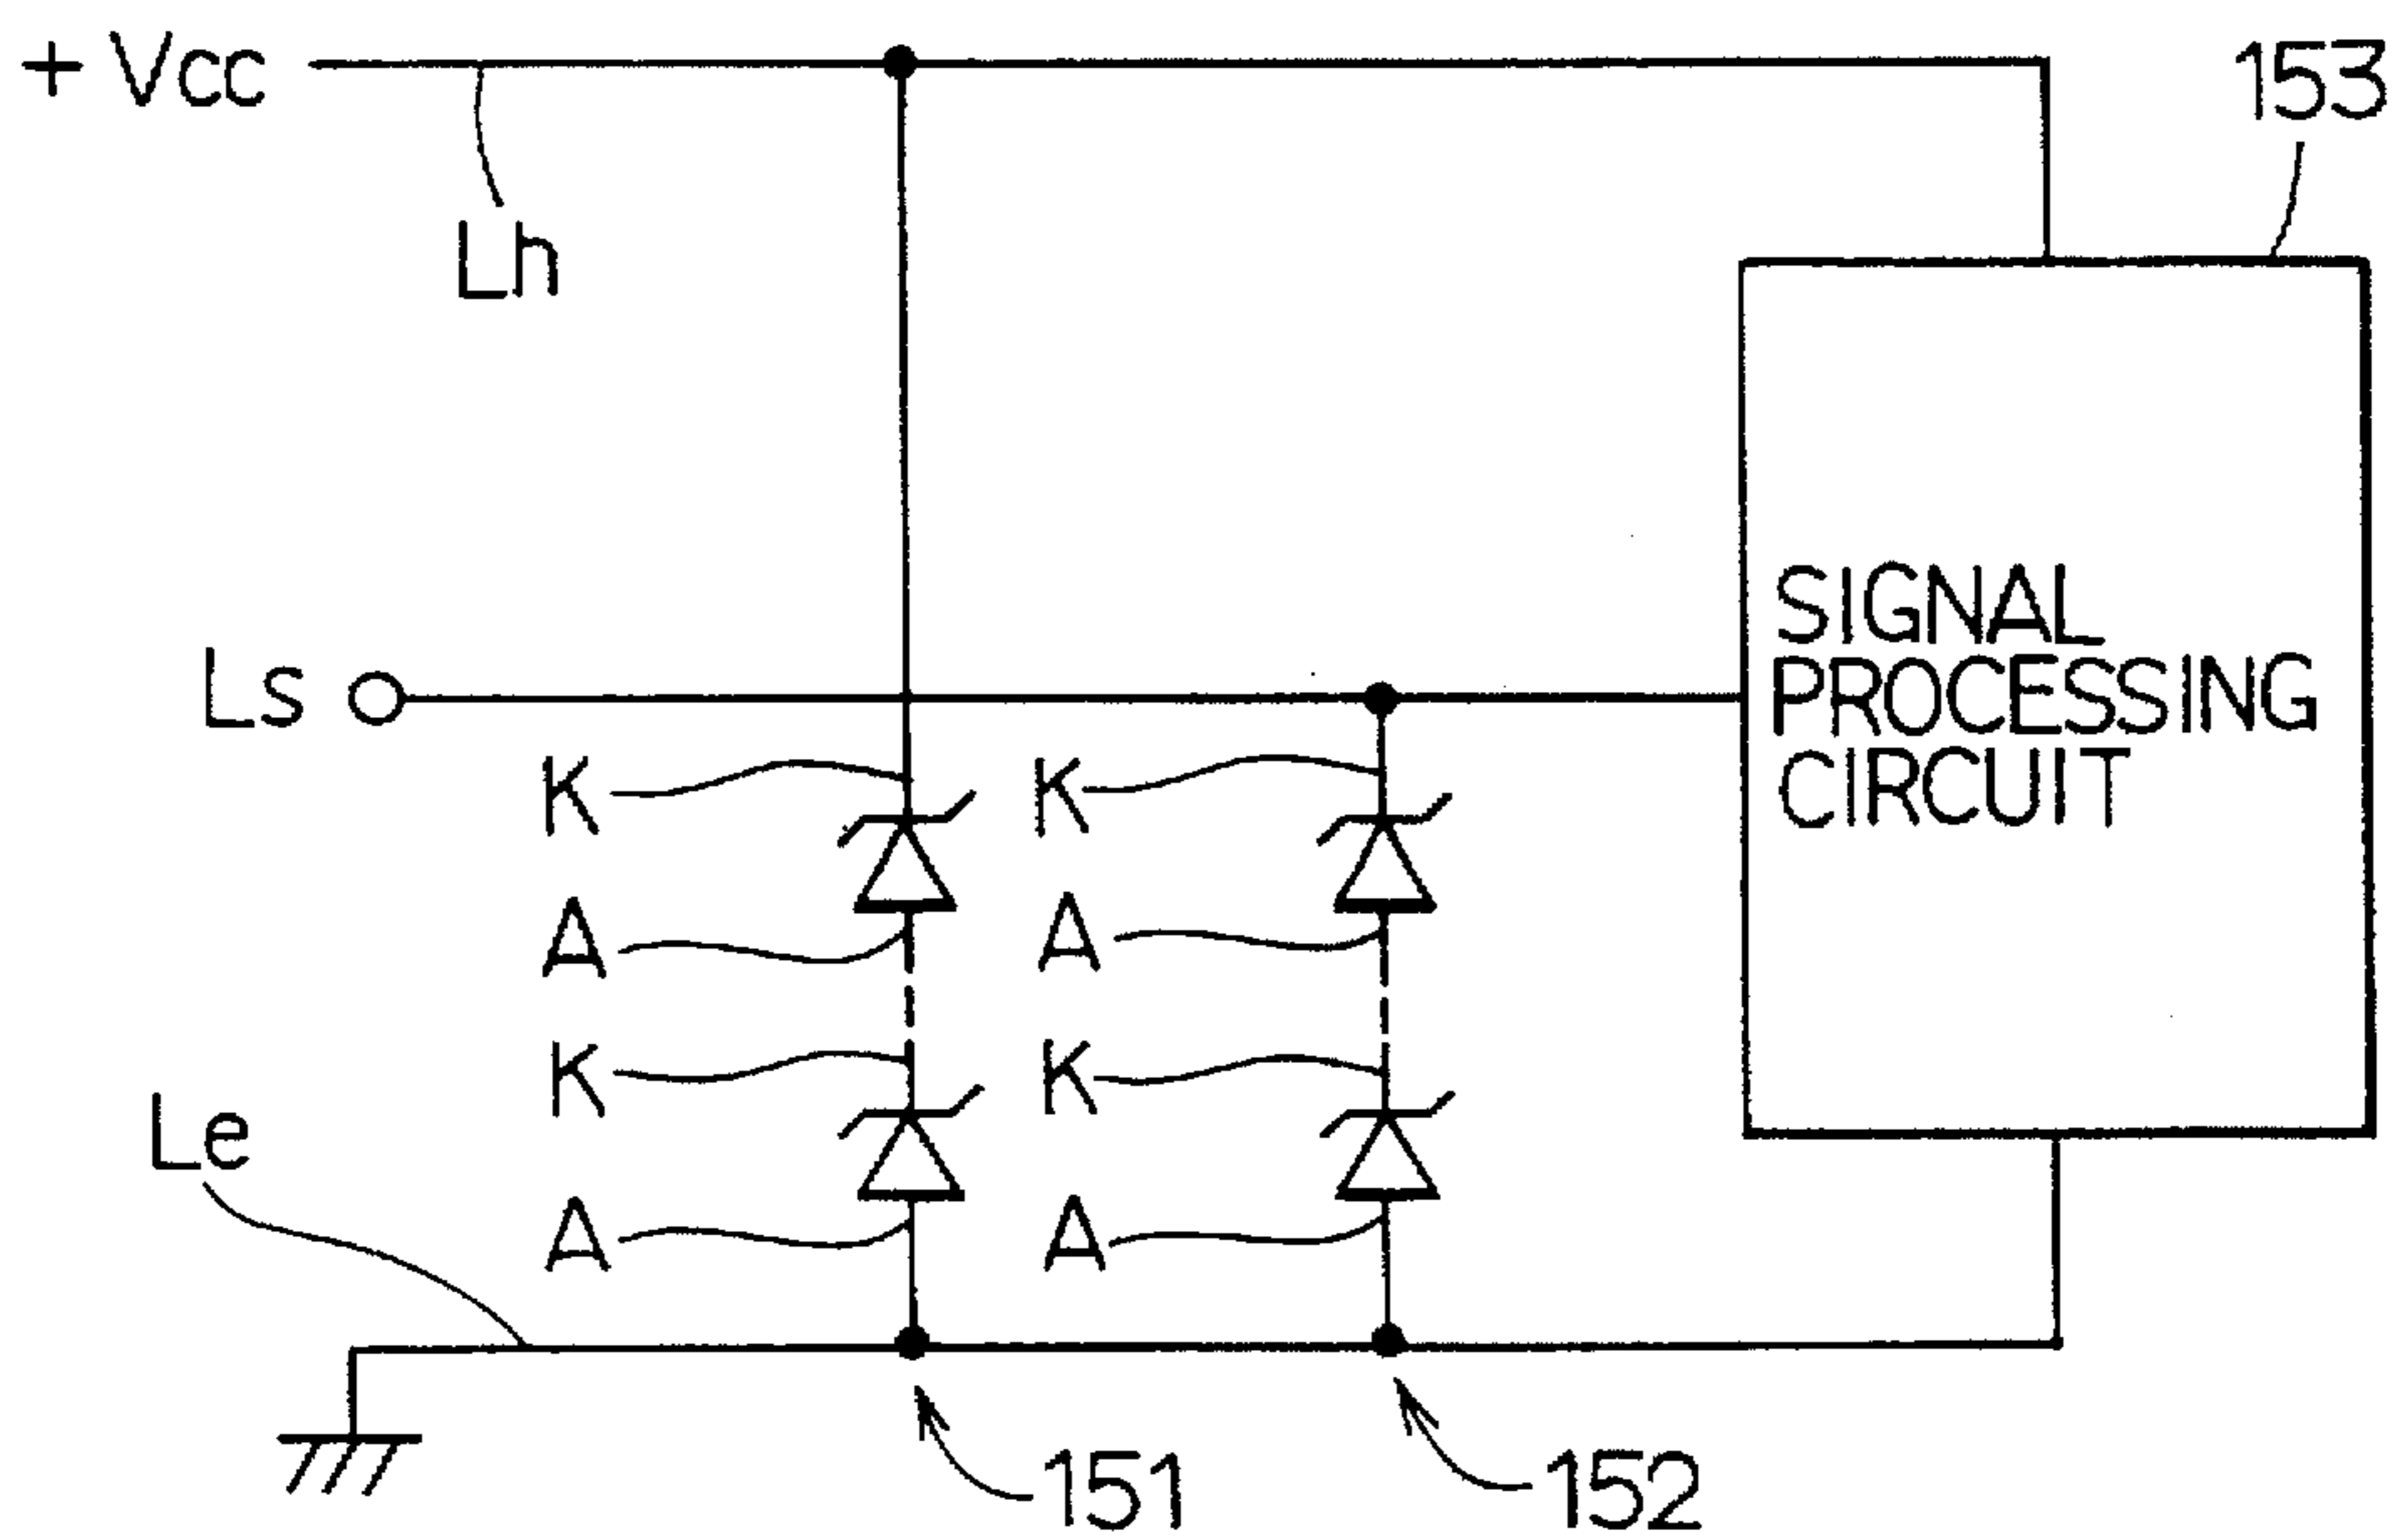 + Vcc
153
Lh
SIGNAL
PROCESSING
CIRCUIT
Ls
K
K
A
A
K
K
Le
A
A
151
152